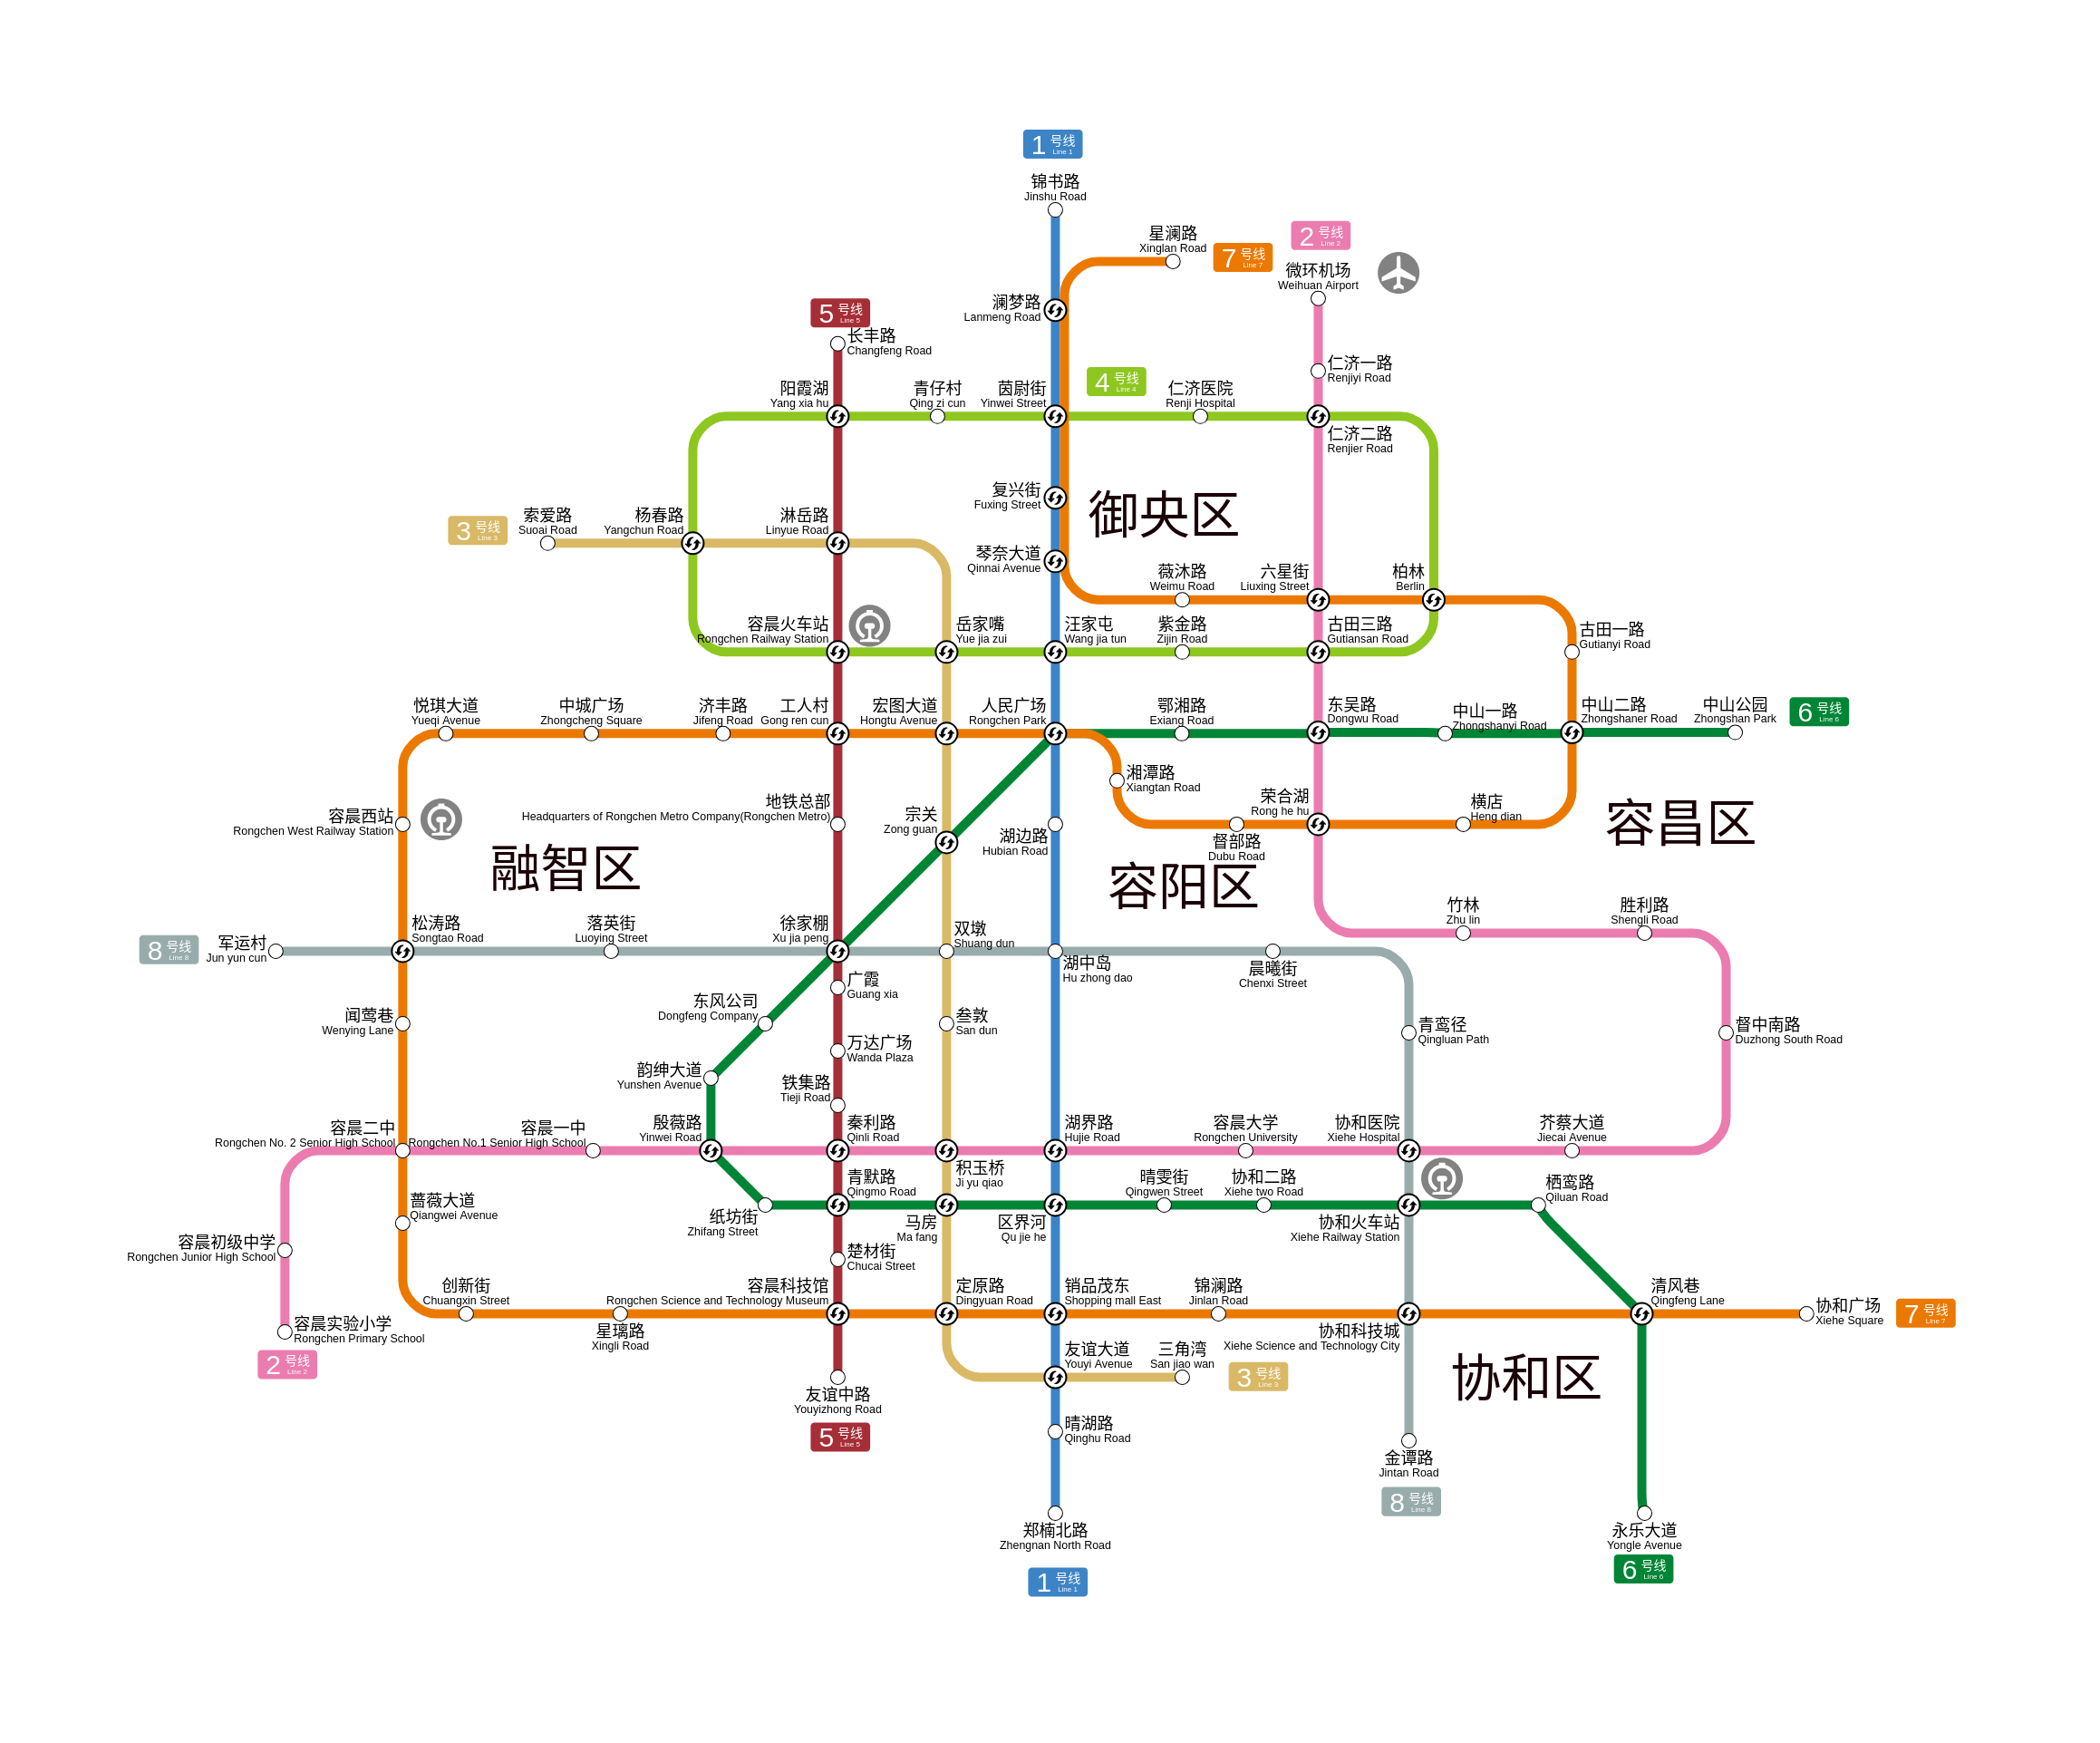 1 号线
Line 1
锦书路
Jinshu Road
星澜路
Xinglan Road
7 号线
Line 7
2 号线
Line 2
微环机场
Weihuan Airport
澜梦路
Lanmeng Road
5 号线
Line 5
长丰路
Changfeng Road
仁济一路
Renjiyi Road
4 号线
Line 4
阳霞湖
Yang xia hu
青仔村
Qing zi cun
茵尉街
Yinwei Street
仁济医院
Renji Hospital
仁济二路
Renjier Road
复兴街
Fuxing Street
御央区
3 号线
Line 3
索爱路
Suoai Road
杨春路
Yangchun Road
淋岳路
Linyue Road
琴奈大道
Qinnai Avenue
薇沐路
Weimu Road
六星街
Liuxing Street
柏林
Berlin
容晨火车站
Rongchen Railway Station
岳家嘴
Yue jia zui
汪家屯
Wang jia tun
紫金路
Zijin Road
古田三路
Gutiansan Road
古田一路
Gutianyi Road
悦琪大道
Yueqi Avenue
中城广场
Zhongcheng Square
济丰路
Jifeng Road
工人村
Gong ren cun
宏图大道
Hongtu Avenue
人民广场
Rongchen Park
鄂湘路
Exiang Road
东吴路
Dongwu Road
中山一路
Zhongshanyi Road
中山二路
Zhongshaner Road
中山公园
Zhongshan Park
6 号线
Line 6
湘潭路
Xiangtan Road
容晨西站
Rongchen West Railway Station
地铁总部
Headquarters of Rongchen Metro Company(Rongchen Metro)
宗关
Zong guan
湖边路
Hubian Road
督部路
Dubu Road
荣合湖
Rong he hu
横店
Heng dian
容昌区
融智区
容阳区
竹林
Zhu lin
胜利路
Shengli Road
8 号线
Line 8
军运村
Jun yun cun
松涛路
Songtao Road
落英街
Luoying Street
徐家棚
Xu jia peng
双墩
Shuang dun
湖中岛
Hu zhong dao
晨曦街
Chenxi Street
广霞
Guang xia
东风公司
Dongfeng Company
闻莺巷
Wenying Lane
叁敦
San dun
青鸾径
Qingluan Path
督中南路
Duzhong South Road
万达广场
Wanda Plaza
韵绅大道
Yunshen Avenue
铁集路
Tieji Road
容晨二中
Rongchen No. 2 Senior High School
容晨一中
Rongchen No.1 Senior High School
殷薇路
Yinwei Road
秦利路
Qinli Road
积玉桥
Ji yu qiao
湖界路
Hujie Road
容晨大学
Rongchen University
协和医院
Xiehe Hospital
芥蔡大道
Jiecai Avenue
蔷薇大道
Qiangwei Avenue
纸坊街
Zhifang Street
青默路
Qingmo Road
马房
Ma fang
区界河
Qu jie he
晴雯街
Qingwen Street
协和二路
Xiehe two Road
协和火车站
Xiehe Railway Station
栖鸾路
Qiluan Road
容晨初级中学
Rongchen Junior High School
楚材街
Chucai Street
创新街
Chuangxin Street
星璃路
Xingli Road
容晨科技馆
Rongchen Science and Technology Museum
定原路
Dingyuan Road
销品茂东
Shopping mall East
锦澜路
Jinlan Road
协和科技城
Xiehe Science and Technology City
清风巷
Qingfeng Lane
协和广场
Xiehe Square
7 号线
Line 7
容晨实验小学
Rongchen Primary School
2 号线
Line 2
友谊大道
Youyi Avenue
三角湾
San jiao wan
3 号线
Line 3
协和区
友谊中路
Youyizhong Road
5 号线
Line 5
晴湖路
Qinghu Road
金谭路
Jintan Road
8 号线
Line 8
郑楠北路
Zhengnan North Road
1 号线
Line 1
永乐大道
Yongle Avenue
6 号线
Line 6